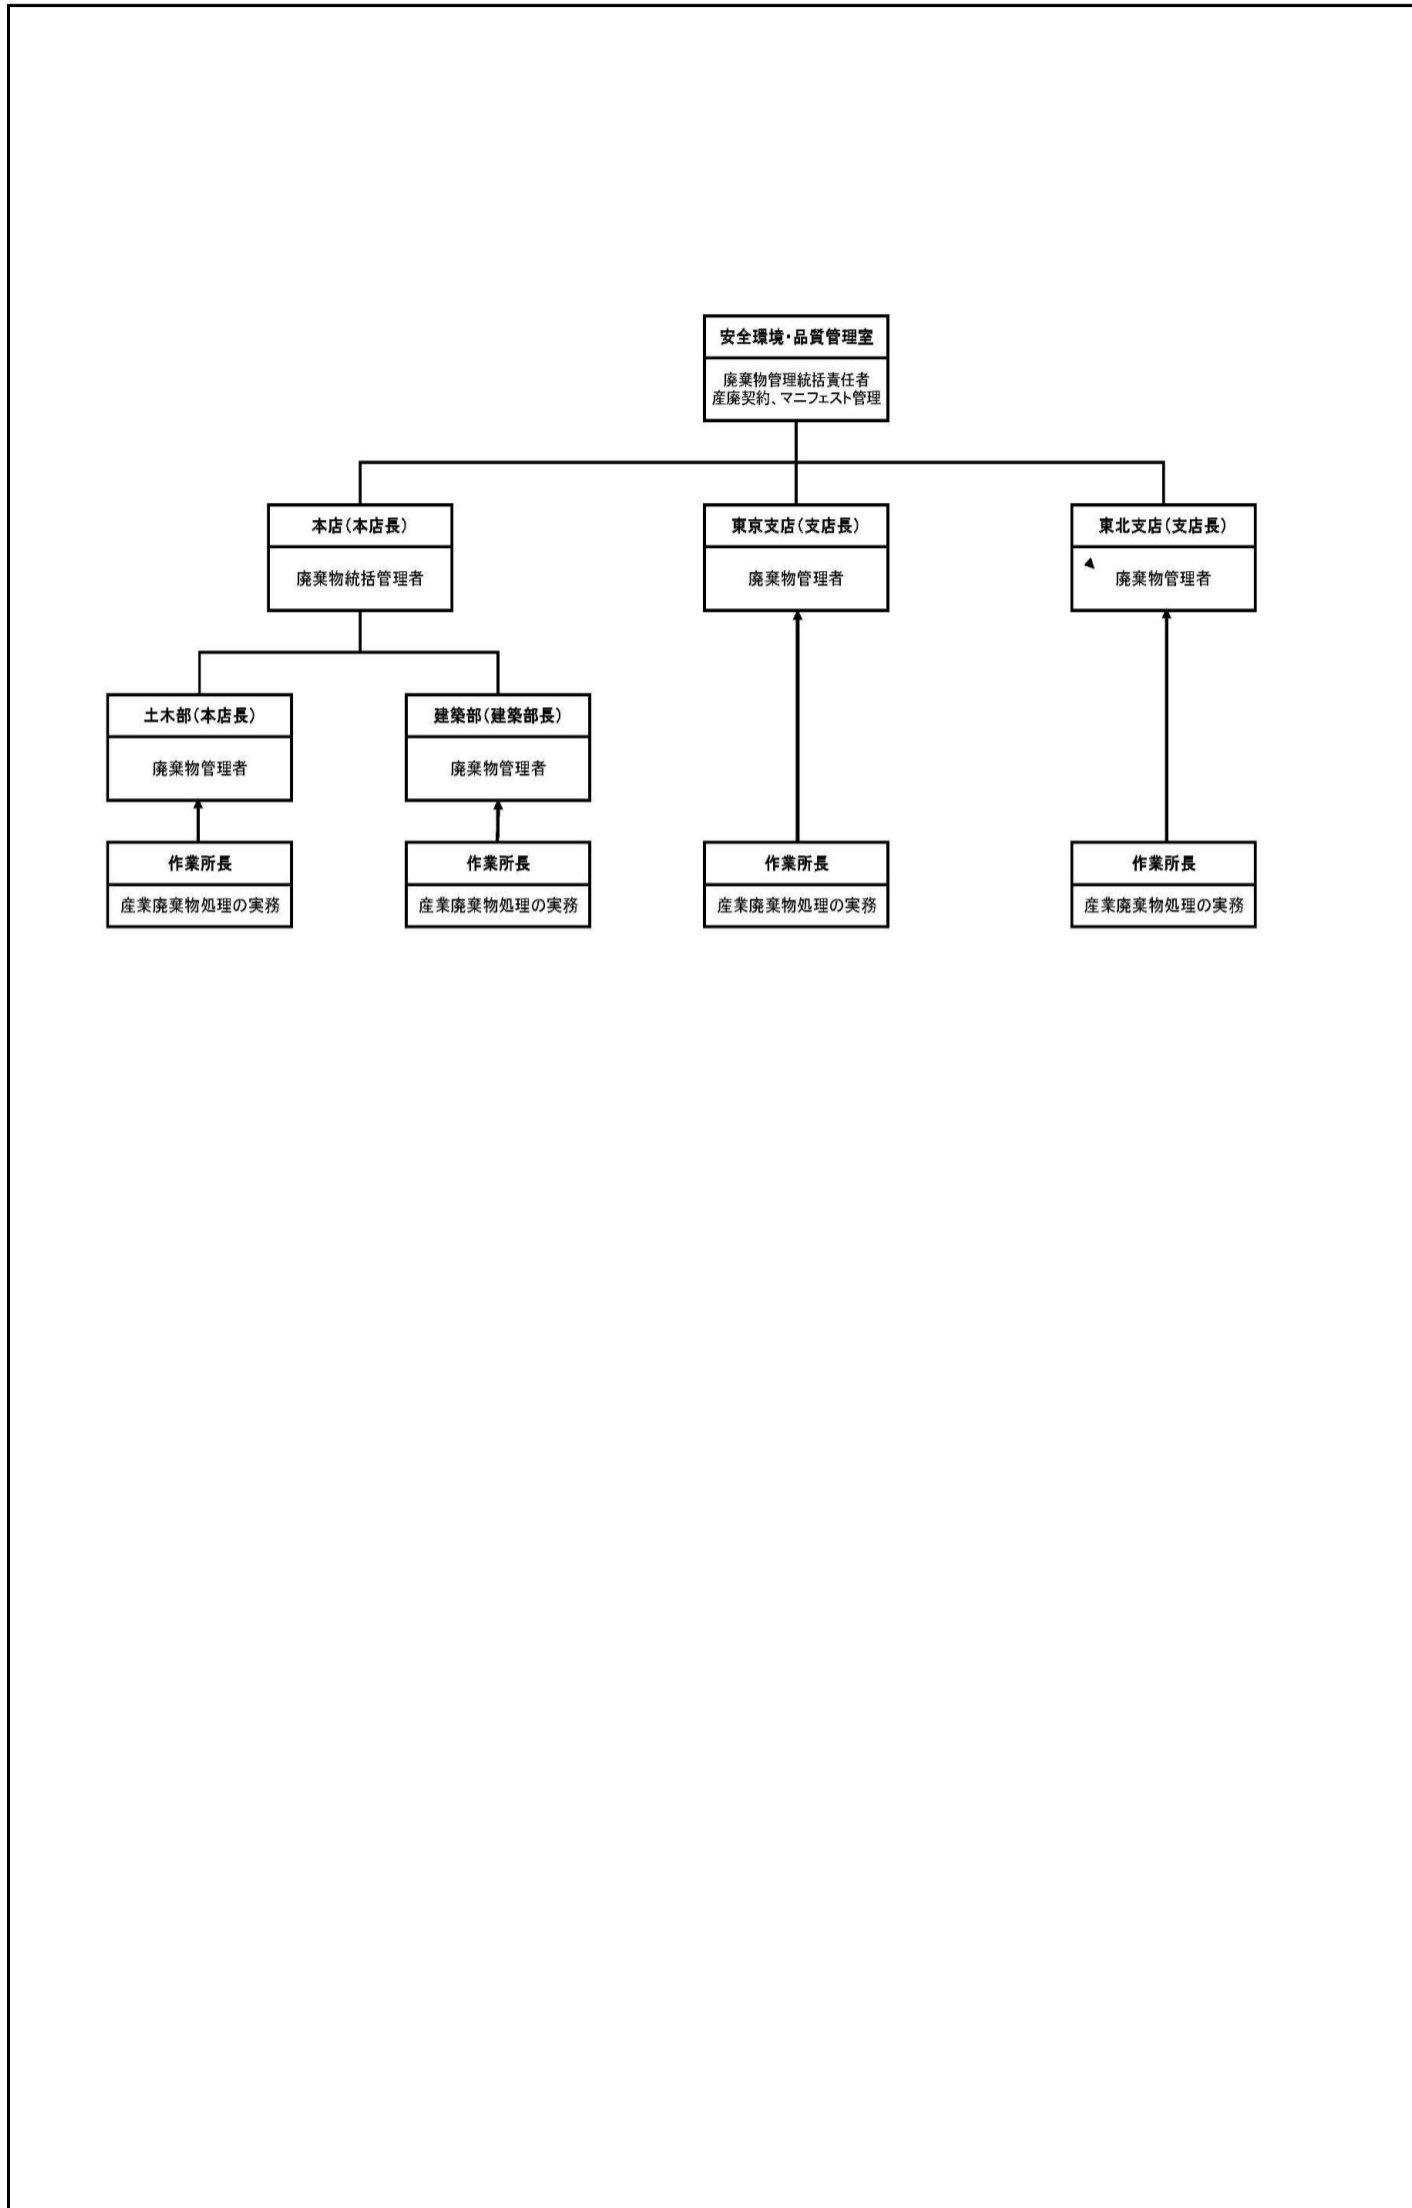 安全環境・品質管理室
廃棄物管理統括責任者
産廃契約、マニフェスト管理
本店(本店長)
廃棄物統括管理者
東京支店(支店長)
廃棄物管理者
東北支店(支店長)
廃棄物管理者
土木部(本店長)
廃棄物管理者
建築部(建築部長)
廃棄物管理者
作業所長
産業廃棄物処理の実務
作業所長
産業廃棄物処理の実務
作業所長
産業廃棄物処理の実務
作業所長
産業廃棄物処理の実務